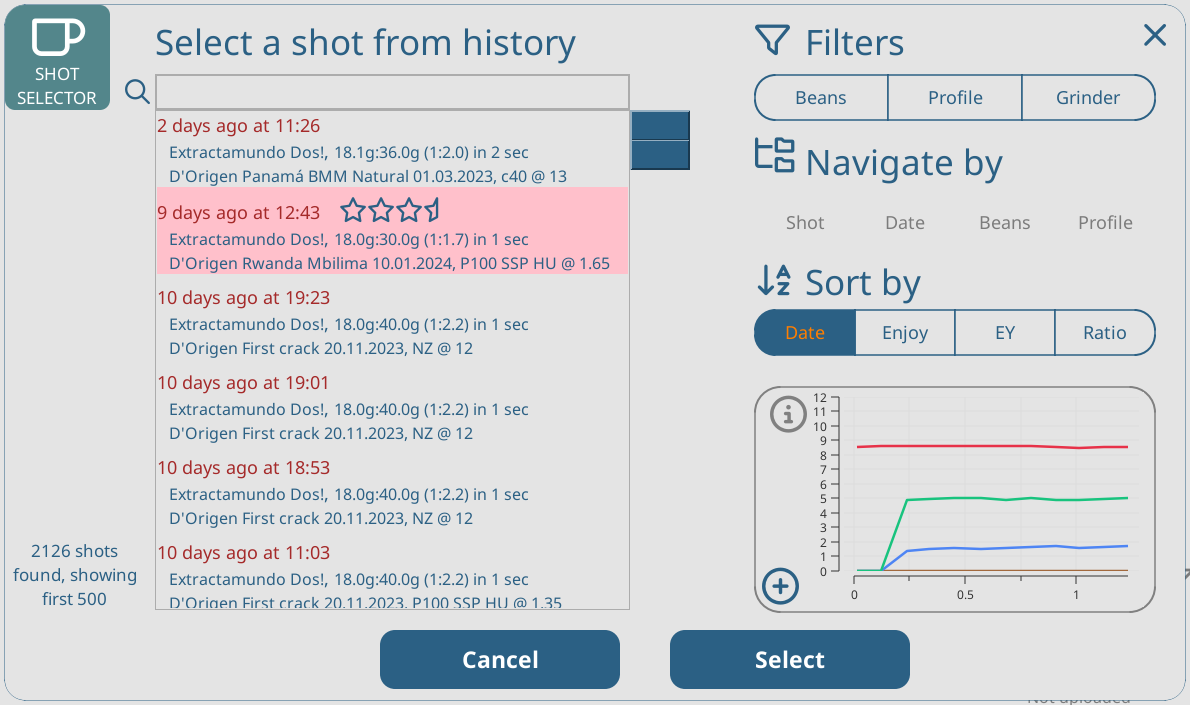 SHOT
SELECTOR
Select a shot from history
2 days ago at 11:26
Extractamundo Dos!, 18.1g:36.0g (1:2.0) in 2 sec
D'Origen Panamá BMM Natural 01.03.2023, c40 @ 13
9 days ago at 12:43
Extractamundo Dos!, 18.0g:30.0g (1:1.7) in 1 sec
D'Origen Rwanda Mbilima 10.01.2024, P100 SSP HU @ 1.65
10 days ago at 19:23
Extractamundo Dos!, 18.0g:40.0g (1:2.2) in 1 sec
D'Origen First crack 20.11.2023, NZ @ 12
10 days ago at 19:01
Extractamundo Dos!, 18.0g:40.0g (1:2.2) in 1 sec
D'Origen First crack 20.11.2023, NZ @ 12
10 days ago at 18:53
Extractamundo Dos!, 18.0g:40.0g (1:2.2) in 1 sec
D'Origen First crack 20.11.2023, NZ @ 12
10 days ago at 11:03
Extractamundo Dos!, 18.0g:40.0g (1:2.2) in 1 sec
D'Origen First crack 20.11.2023, P100 SSP HU @ 1.35
2126 shots
found, showing
first 500
Filters
Beans Profile Grinder
Navigate by
Shot Date Beans Profile
A
Z
Sort by
Date Enjoy EY Ratio
12
11
10
9
8
7
6
5
4
3
2
1
0
0 0.5 1
Cancel Select
Not uploaded